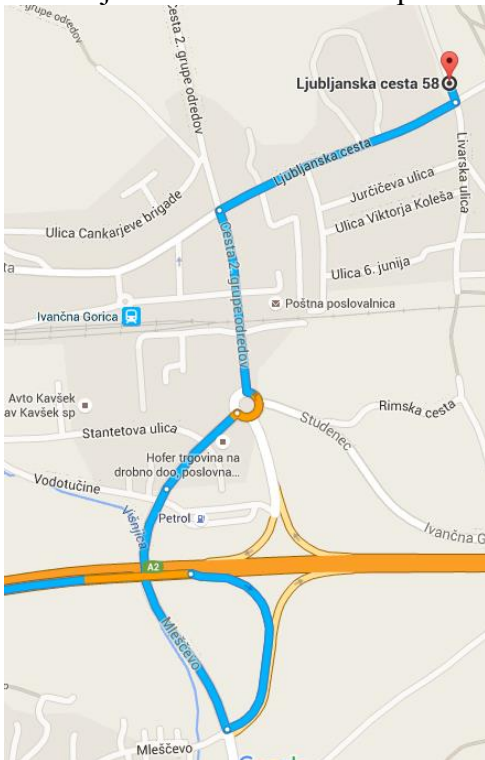 grupe odredov
Cesta 2. grupe odredov
Ljubljanska cesta 58
Ljubljanska cesta
Livarska ulica
Jurčičeva ulica
Ulica Cankarjeve brigade
Ulica Viktorja Koleša
ta
Cesta 2. grupe odredov
Ulica 6. junija
Poštna poslovalnica
Ivančna Gorica
Avto Kavšek
av Kavšek sp
Rimska cesta
Stantetova ulica
Studenec
Hofer trgovina na
drobno doo, poslovna...
Vodotučine
Višnjica
Petrol
Ivančna G
A2
Mleščevo
Mleščevo